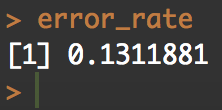 > error_rate
[1] 0.1311881
>